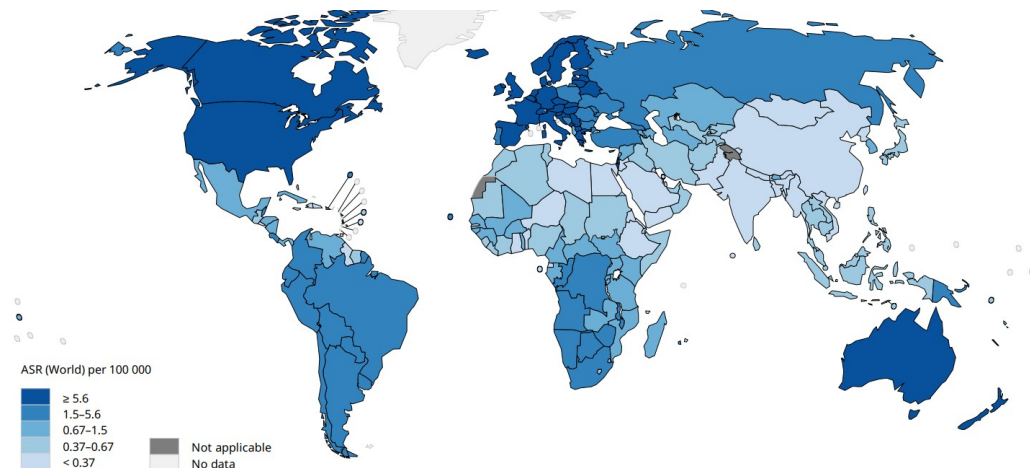 ASR (World) per 100 000
≥ 5.6
1.5–5.6
0.67–1.5
0.37–0.67
< 0.37
Not applicable
No data